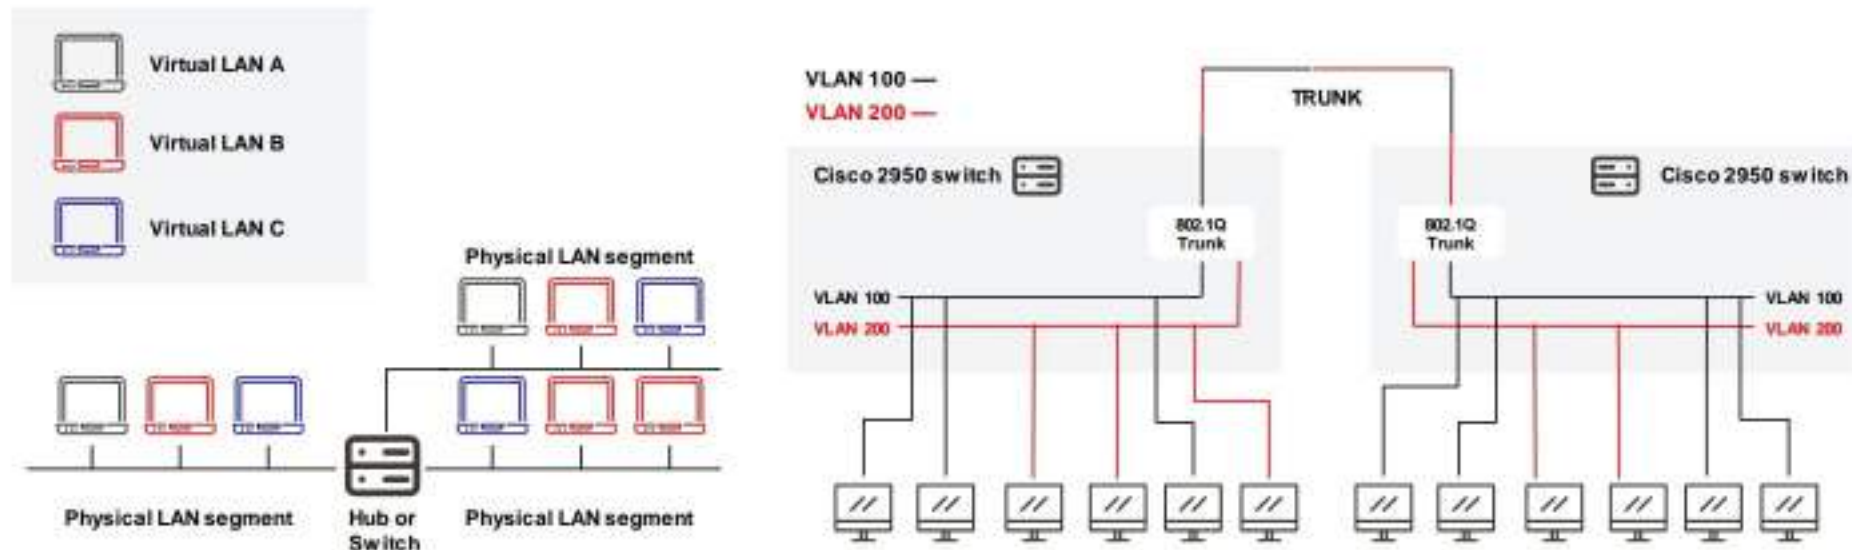 Virtual LAN A
Virtual LAN B
Virtual LAN C
Physical LAN segment
Physical LAN segment
Hub or
Switch
Physical LAN segment
VLAN 100
VLAN 200
TRUNK
Cisco 2950 switch
802.1Q
Trunk
VLAN 100
VLAN 200
Cisco 2950 switch
802.1Q
Trunk
VLAN 100
VLAN 200